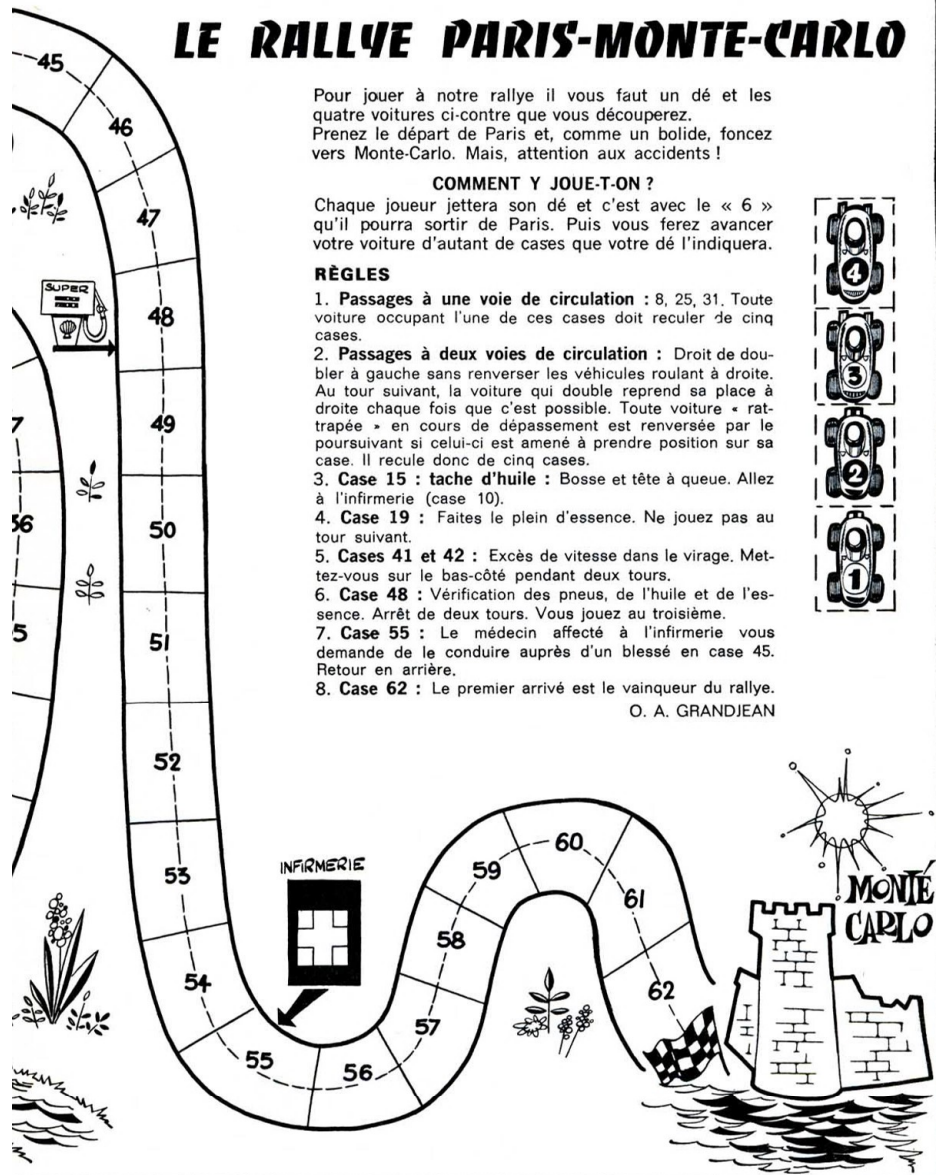 LE RALLYE PARIS-MONTE-CARLO
Pour jouer à notre rallye il vous faut un dé et les
quatre voitures ci-contre que vous découperez.
Prenez le départ de Paris et, comme un bolide, foncez
vers Monte-Carlo. Mais, attention aux accidents !
COMMENT Y JOUE-T-ON ?
Chaque joueur jettera son dé et c'est avec le « 6 »
qu'il pourra sortir de Paris. Puis vous ferez avancer
votre voiture d'autant de cases que votre dé l'indiquera.
RÈGLES
1. Passages à une voie de circulation : 8, 25, 31. Toute
voiture occupant l'une de ces cases doit reculer de cinq
cases.
2. Passages à deux voies de circulation : Droit de dou-
bler à gauche sans renverser les véhicules roulant à droite.
Au tour suivant, la voiture qui double reprend sa place à
droite chaque fois que c'est possible. Toute voiture « rat-
trapée » en cours de dépassement est renversée par le
poursuivant si celui-ci est amené à prendre position sur sa
case. Il recule donc de cinq cases.
3. Case 15 : tache d'huile : Bosse et tête à queue. Allez
à l'infirmerie (case 10).
4. Case 19 : Faites le plein d'essence. Ne jouez pas au
tour suivant.
5. Cases 41 et 42 : Excès de vitesse dans le virage. Met-
tez-vous sur le bas-côté pendant deux tours.
6. Case 48 : Vérification des pneus, de l'huile et de l'es-
sence. Arrêt de deux tours. Vous jouez au troisième.
7. Case 55 : Le médecin affecté à l'infirmerie vous
demande de le conduire auprès d'un blessé en case 45.
Retour en arrière.
8. Case 62 : Le premier arrivé est le vainqueur du rallye.
O. A. GRANDJEAN
4
3
2
1
45
46
47
SUPER
48
49
50
51
52
53
54
55
56
57
58
59
60
61
62
7
36
5
INFIRMERIE
MONTÉ
CARLO